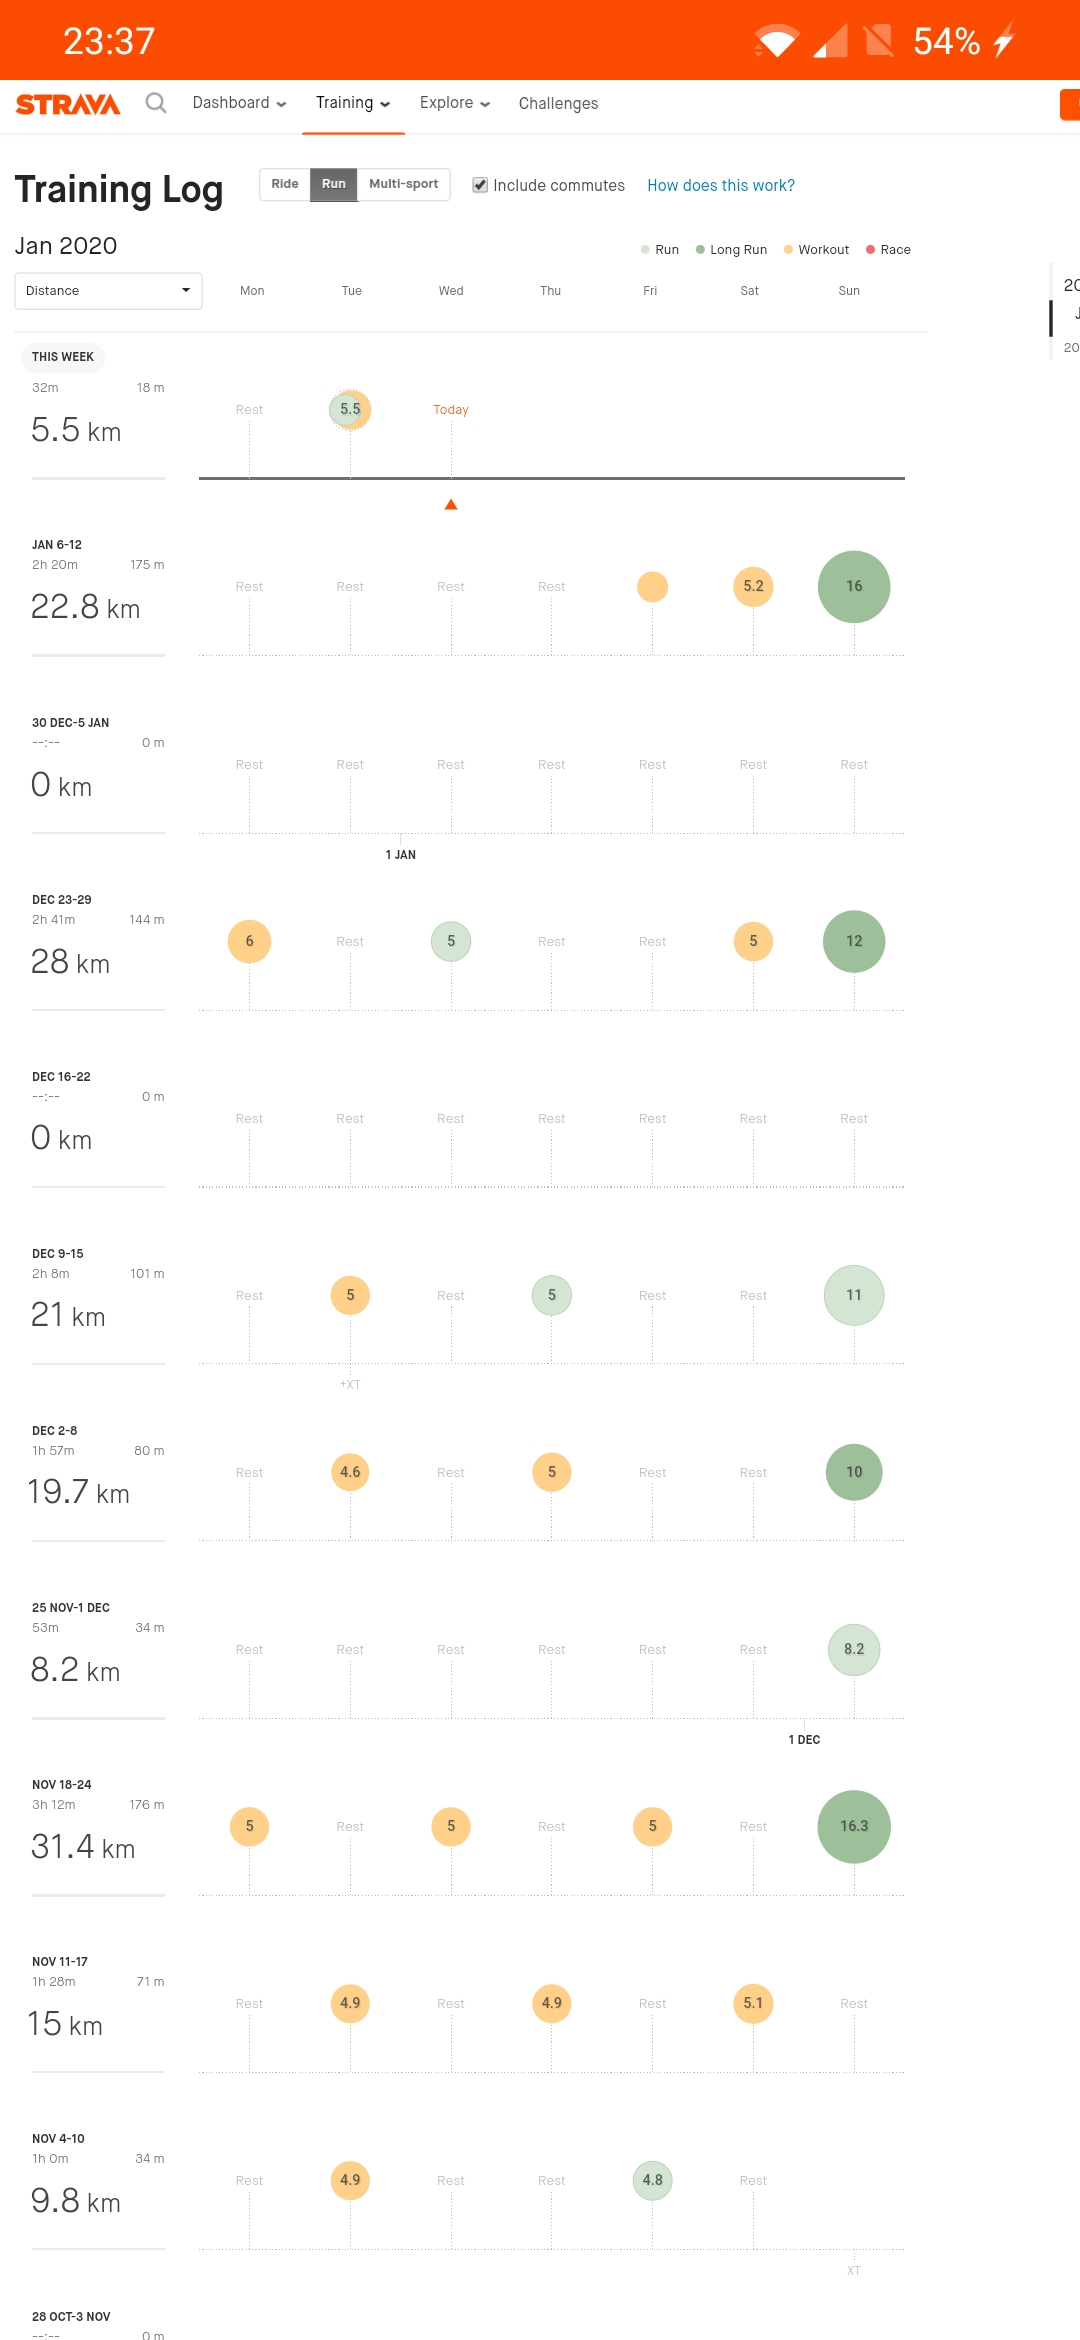 23:37 54%
STRAVA Dashboard Training Explore Challenges
Training Log Ride Run Multi-sport Include commutes How does this work?
Jan 2020 Run Long Run Workout Race
Distance Mon Tue Wed Thu Fri Sat Sun
THIS WEEK
32m 18 m
5.5 km Rest 5.5 Today
JAN 6-12
2h 20m 175 m
22.8 km Rest Rest Rest Rest 5.2 16
30 DEC-5 JAN
--:-- 0 m
0 km Rest Rest Rest Rest Rest Rest Rest
1 JAN
DEC 23-29
2h 41m 144 m
28 km 6 Rest 5 Rest Rest 5 12
DEC 16-22
--:-- 0 m
0 km Rest Rest Rest Rest Rest Rest Rest
DEC 9-15
2h 8m 101 m
21 km Rest 5 Rest 5 Rest Rest 11
+XT
DEC 2-8
1h 57m 80 m
19.7 km Rest 4.6 Rest 5 Rest Rest 10
25 NOV-1 DEC
53m 34 m
8.2 km Rest Rest Rest Rest Rest Rest 8.2
1 DEC
NOV 18-24
3h 12m 176 m
31.4 km 5 Rest 5 Rest 5 Rest 16.3
NOV 11-17
1h 28m 71 m
15 km Rest 4.9 Rest 4.9 Rest 5.1 Rest
NOV 4-10
1h 0m 34 m
9.8 km Rest 4.9 Rest Rest 4.8 Rest
XT
28 OCT-3 NOV
--:-- 0 m